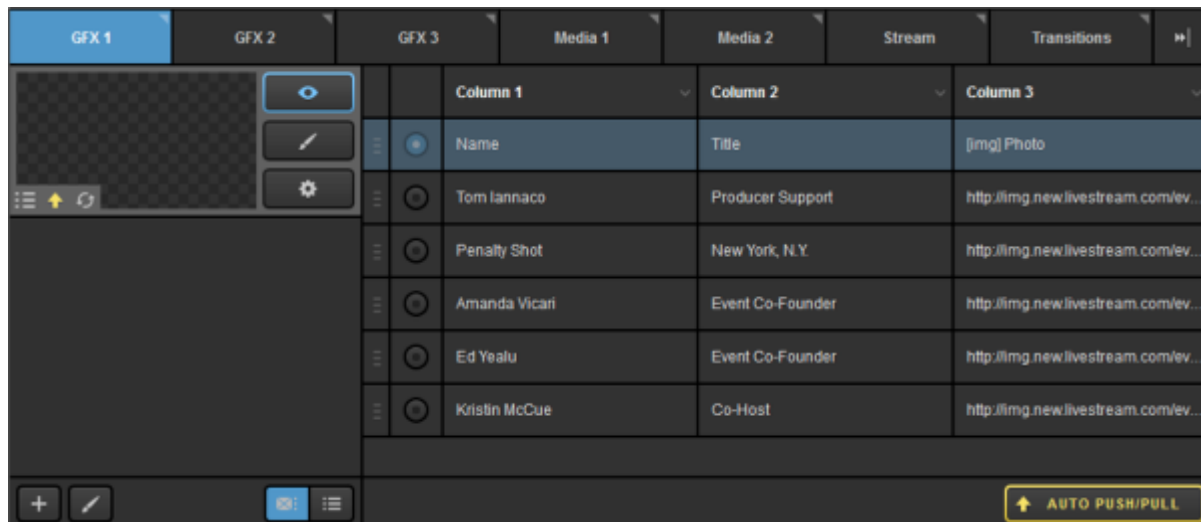 GFX 1 GFX 2 GFX 3 Media 1 Media 2 Stream Transitions
Column 1 Column 2 Column 3
Name Title [img] Photo
Tom Iannaco Producer Support http://img.new.livestream.com/ev...
Penalty Shot New York, N.Y. http://img.new.livestream.com/ev...
Amanda Vicari Event Co-Founder http://img.new.livestream.com/ev...
Ed Yealu Event Co-Founder http://img.new.livestream.com/ev...
Kristin McCue Co-Host http://img.new.livestream.com/ev...
AUTO PUSH/PULL